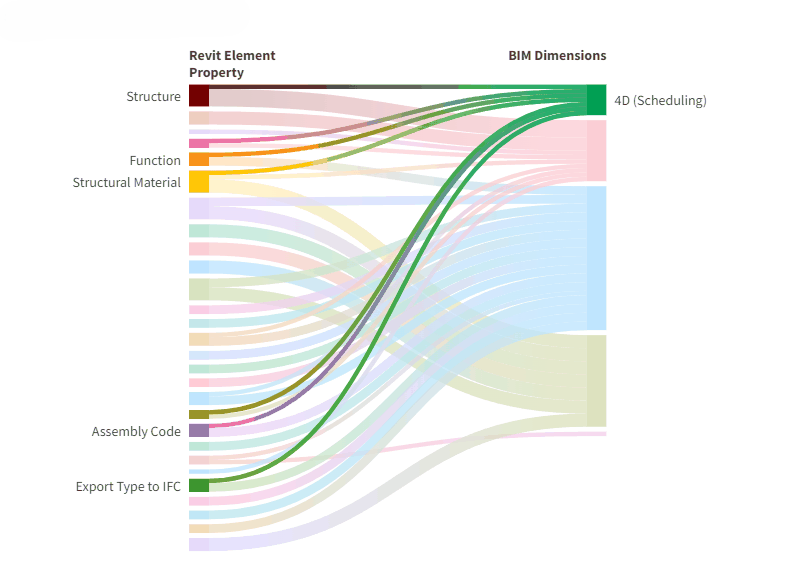 Revit Element
Property
BIM Dimensions
Structure
4D (Scheduling)
Function
Structural Material
Assembly Code
Export Type to IFC